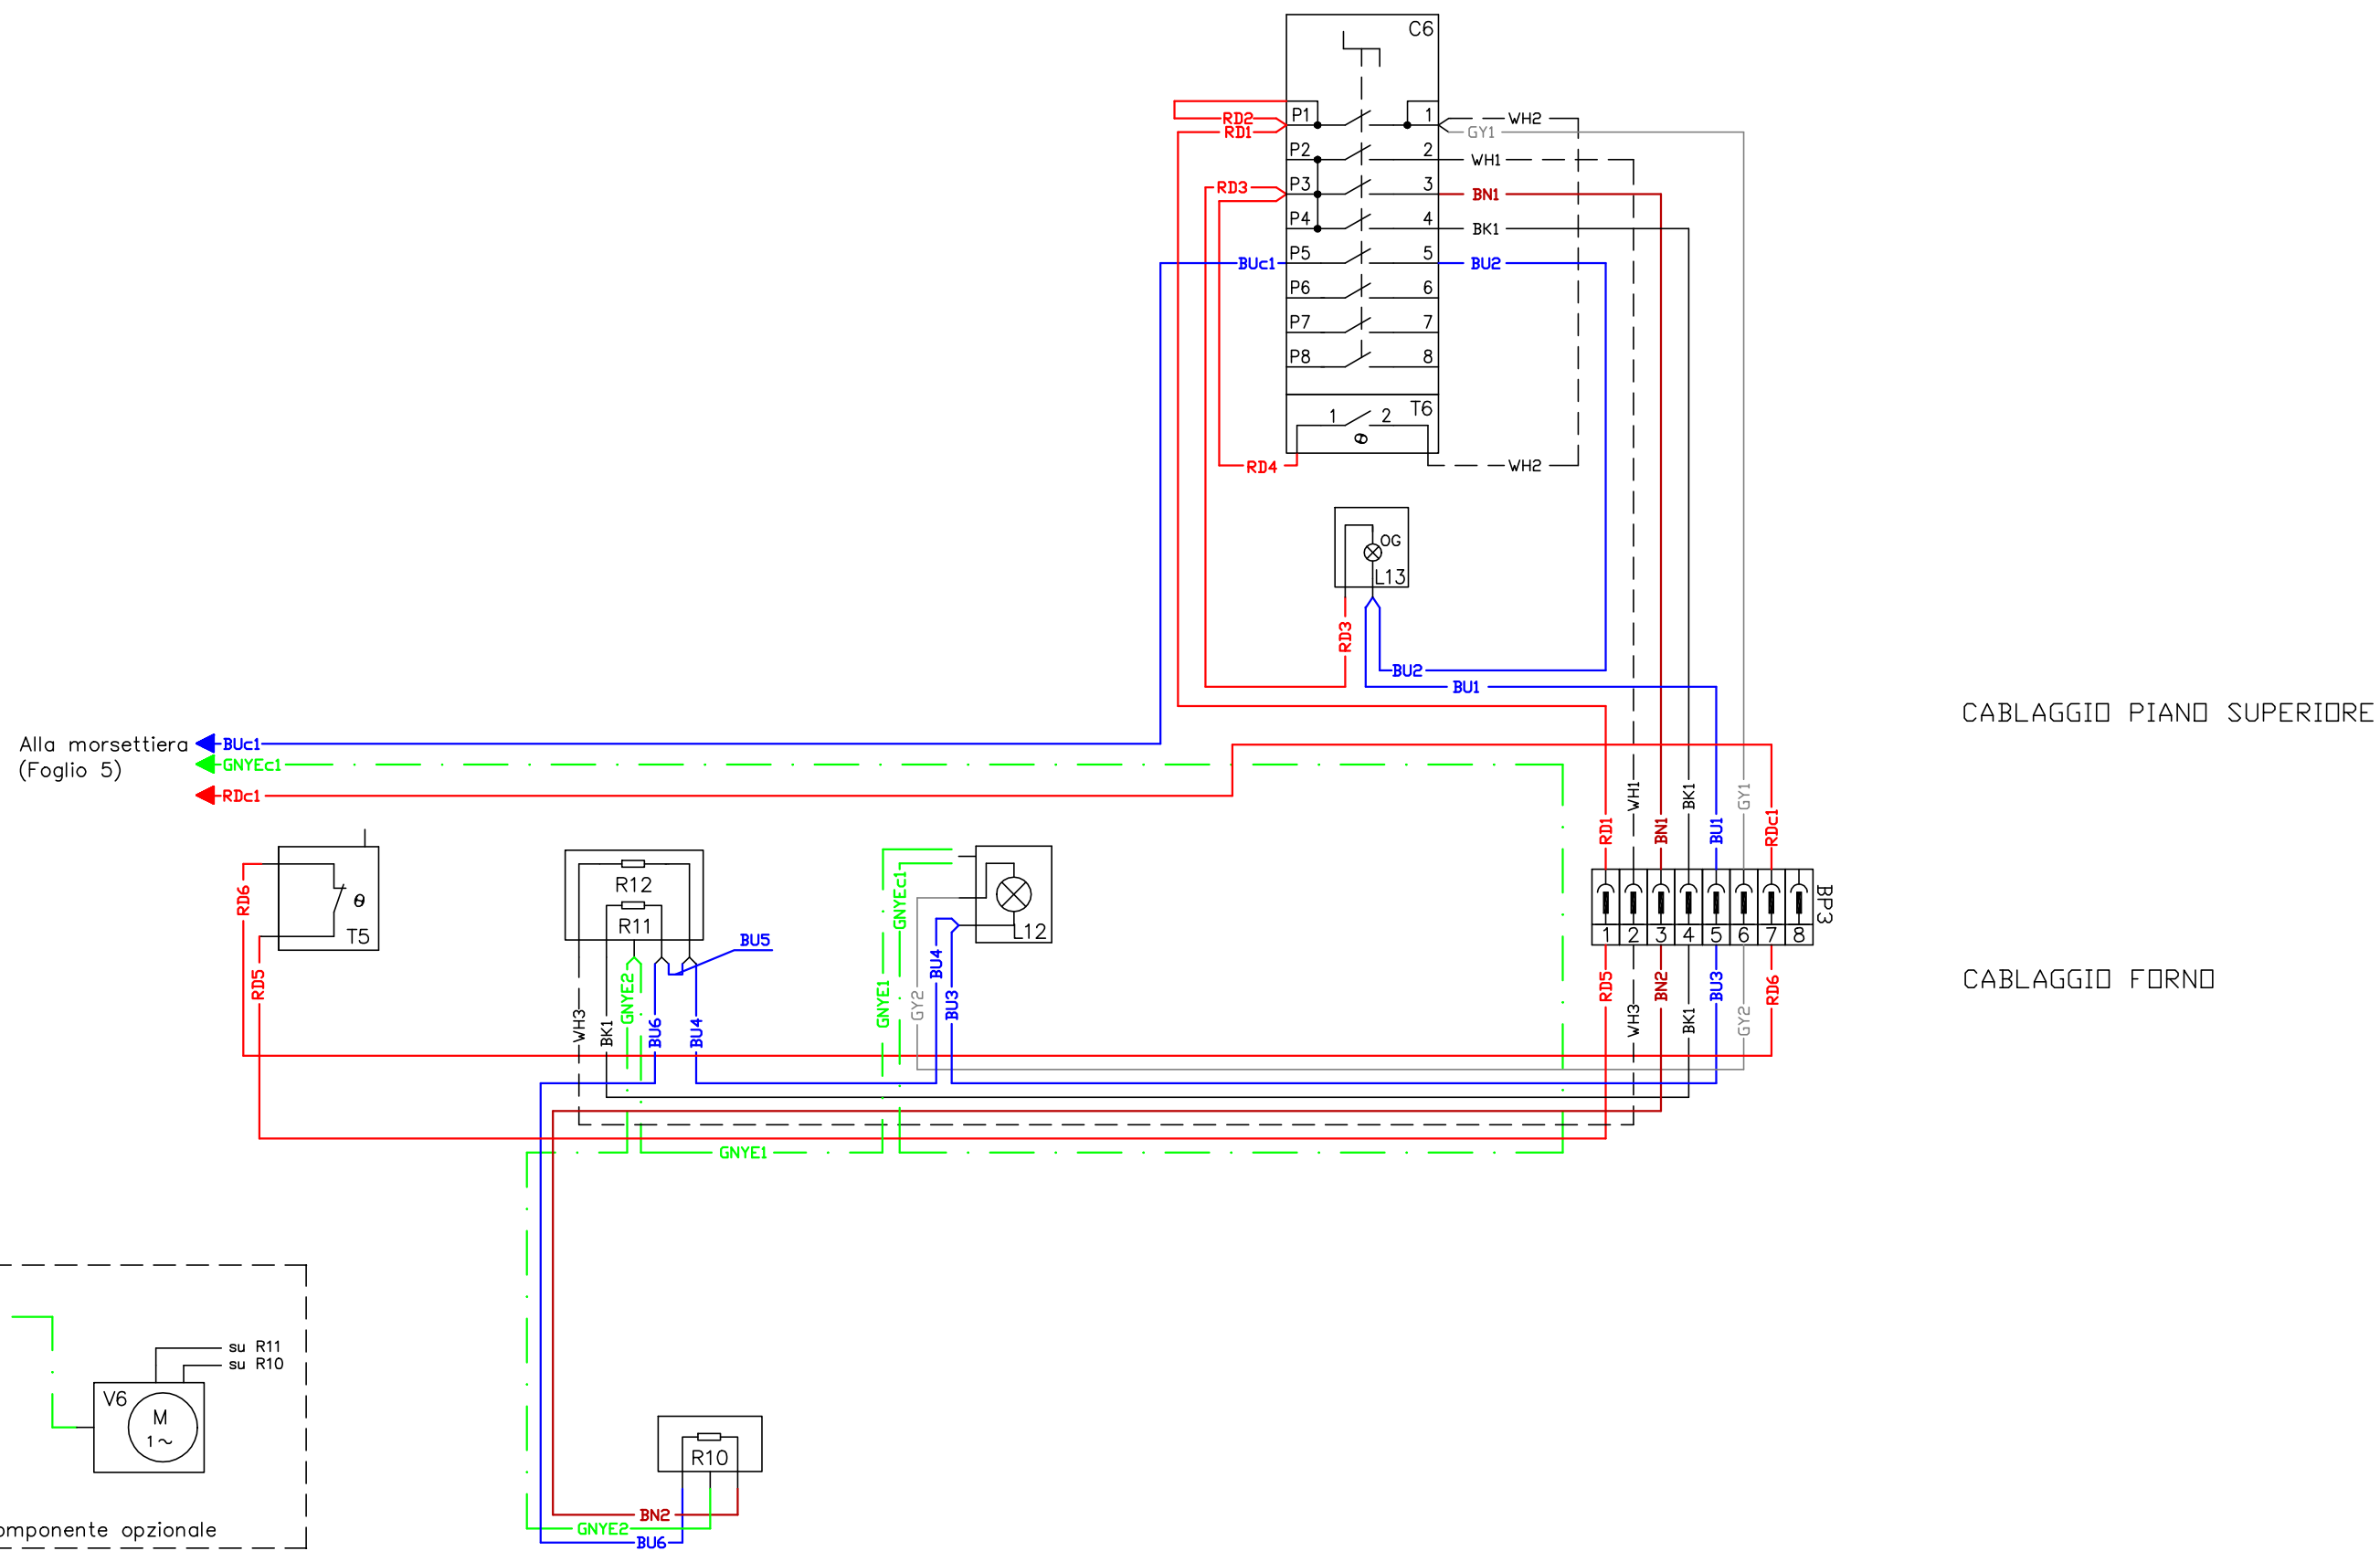 C6
P1 1
RD2
RD1
WH2
GY1
P2 2
WH1
P3 3
RD3
BN1
P4 4
BK1
P5 5
BUc1
BU2
P6 6
P7 7
P8 8
1 2 T6
θ
RD4
WH2
OG
L13
RD3
BU2
BU1
CABLAGGIO PIANO SUPERIORE
Alla morsettiera
(Foglio 5)
BUc1
GNYEc1
RDc1
RD1
WH1
BN1
BK1
BU1
GY1
RDc1
BP3
1 2 3 4 5 6 7 8
RD6
θ
T5
RD5
R12
R11
BU5
GNYEc1
L12
WH3
BK1
GNYE2
BU6
BU4
GNYE1
GY2
BU4
BU3
RD5
WH3
BN2
BK1
BU3
GY2
RD6
CABLAGGIO FORNO
GNYE1
su R11
su R10
V6
M
1~
R10
BN2
GNYE2
BU6
omponente opzionale